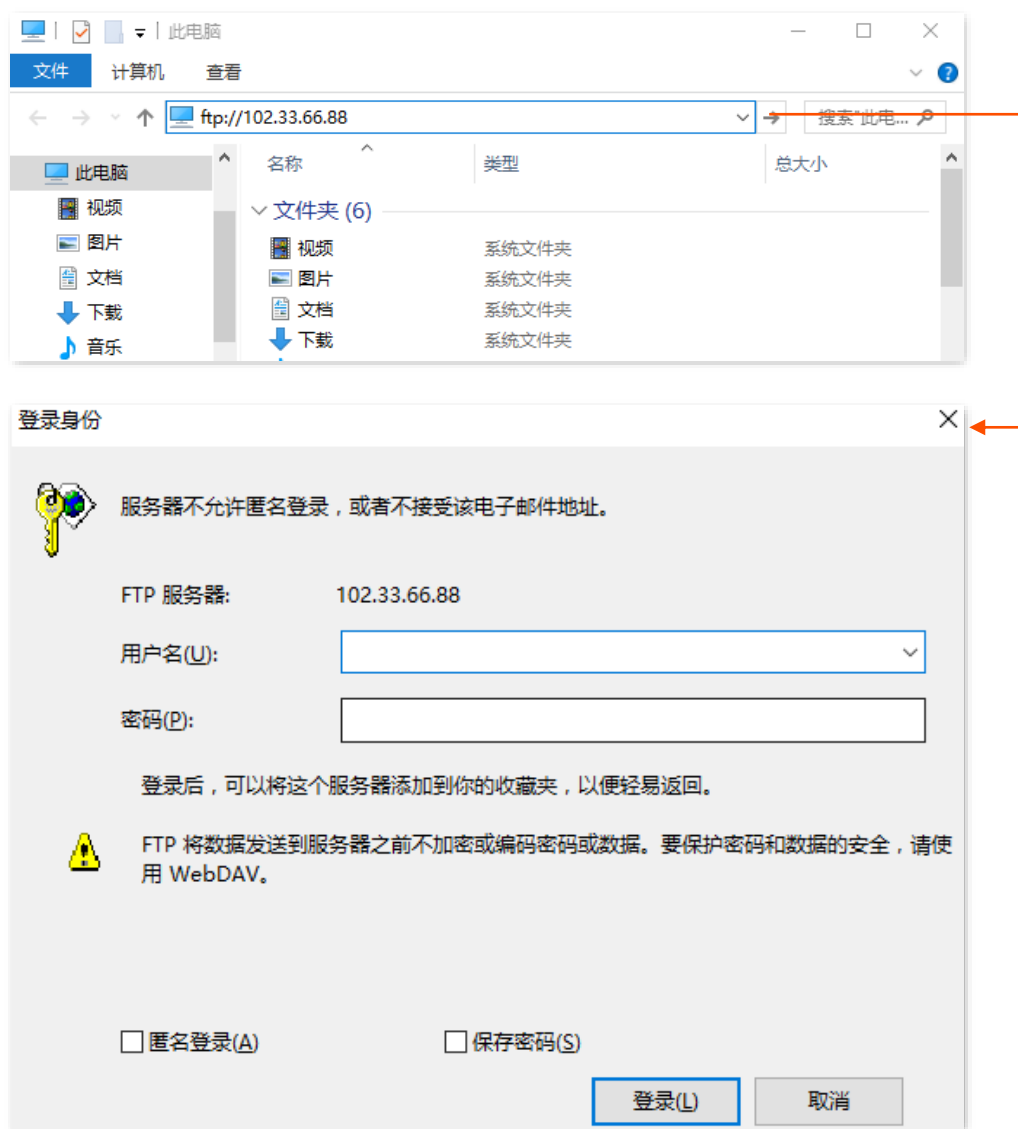 此电脑
文件 计算机 查看
ftp://102.33.66.88 搜索"此电...
此电脑 名称 类型 总大小
视频 文件夹 (6)
图片 视频 系统文件夹
文档 图片 系统文件夹
下载 文档 系统文件夹
音乐 下载 系统文件夹
登录身份
服务器不允许匿名登录，或者不接受该电子邮件地址。
FTP 服务器: 102.33.66.88
用户名(U):
密码(P):
登录后，可以将这个服务器添加到你的收藏夹，以便轻易返回。
FTP 将数据发送到服务器之前不加密或编码密码或数据。要保护密码和数据的安全，请使
用 WebDAV。
匿名登录(A) 保存密码(S)
登录(L) 取消